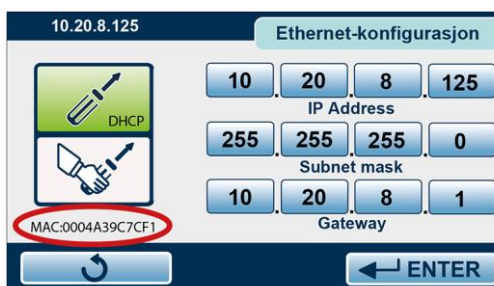 10.20.8.125
Ethernet-konfigurasjon
DHCP
10 . 20 . 8 . 125
IP Address
255 . 255 . 255 . 0
Subnet mask
10 . 20 . 8 . 1
Gateway
MAC:0004A39C7CF1
ENTER